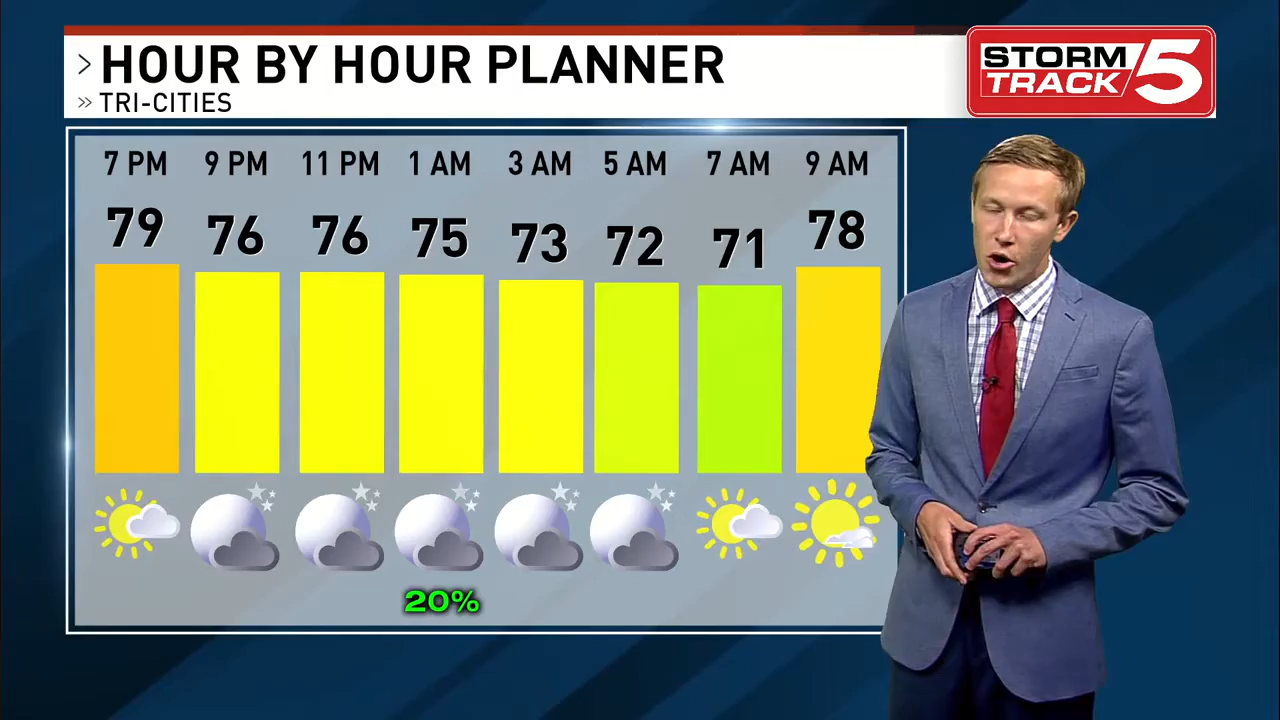 > HOUR BY HOUR PLANNER
» TRI-CITIES
STORM
TRACK 5
7 PM 9 PM 11 PM 1 AM 3 AM 5 AM 7 AM 9 AM
79 76 76 75 73 72 71 78
20%